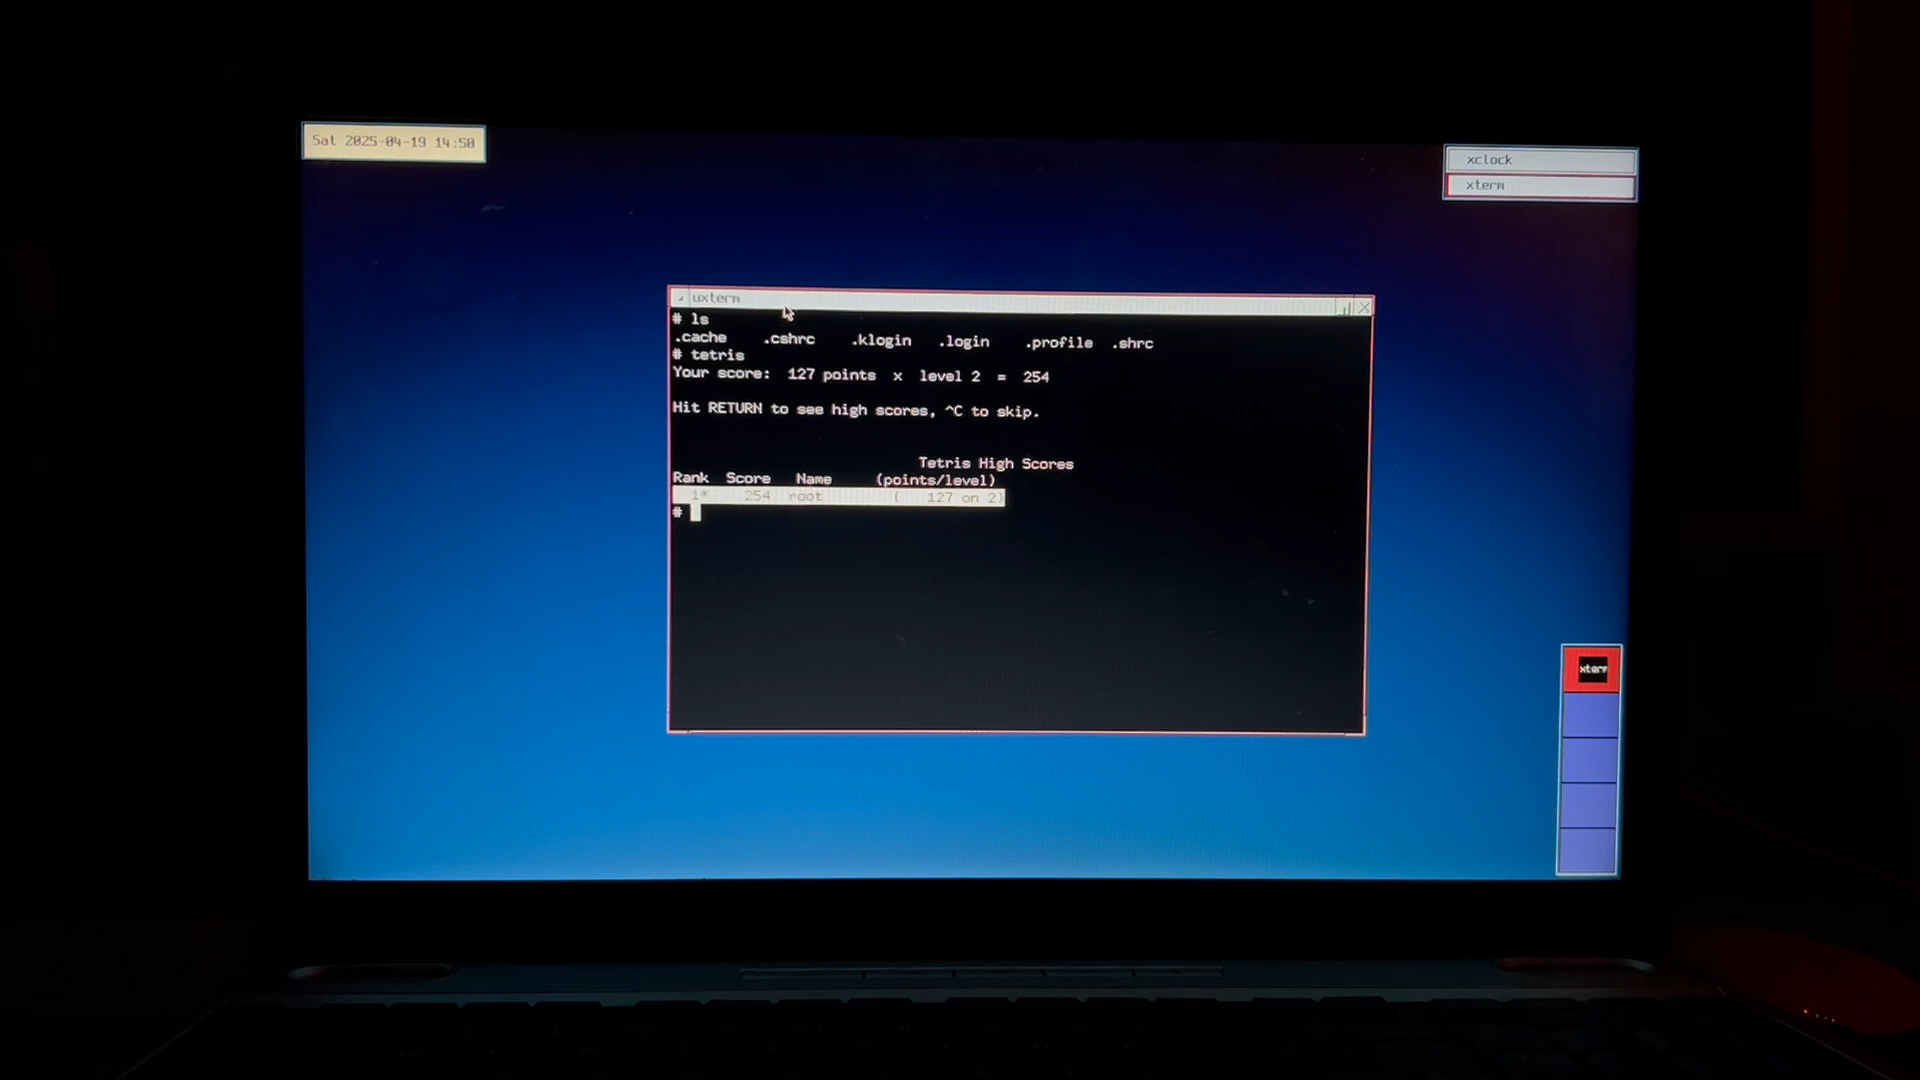 Sat 2025-04-19 14:50
xclock
xterm
uxterm
# ls
.cache .cshrc .klogin .login .profile .shrc
# tetris
Your score: 127 points x level 2 = 254
Hit RETURN to see high scores, ^C to skip.
Tetris High Scores
Rank Score Name (points/level)
1* 254 root ( 127 on 2)
#
xterm